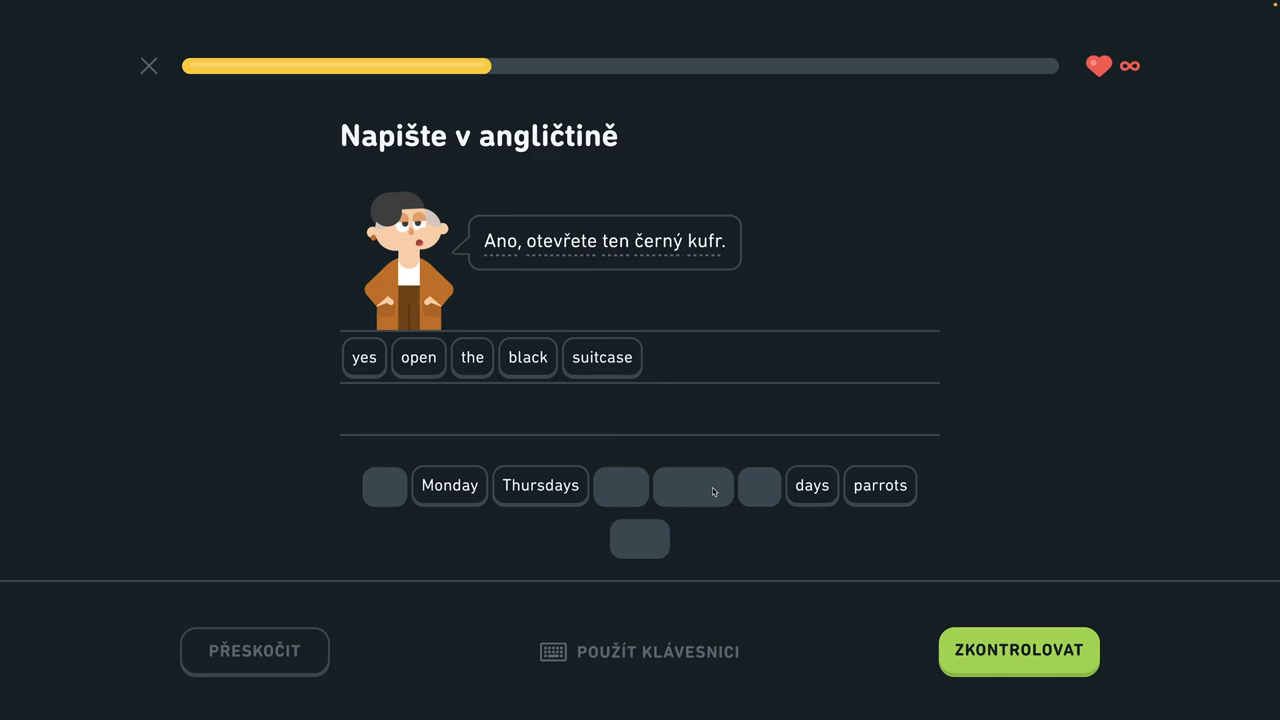 Napište v angličtině
Ano, otevřete ten černý kufr.
yes open the black suitcase
Monday Thursdays days parrots
PŘESKOČIT POUŽÍT KLÁVESNICI ZKONTROLOVAT